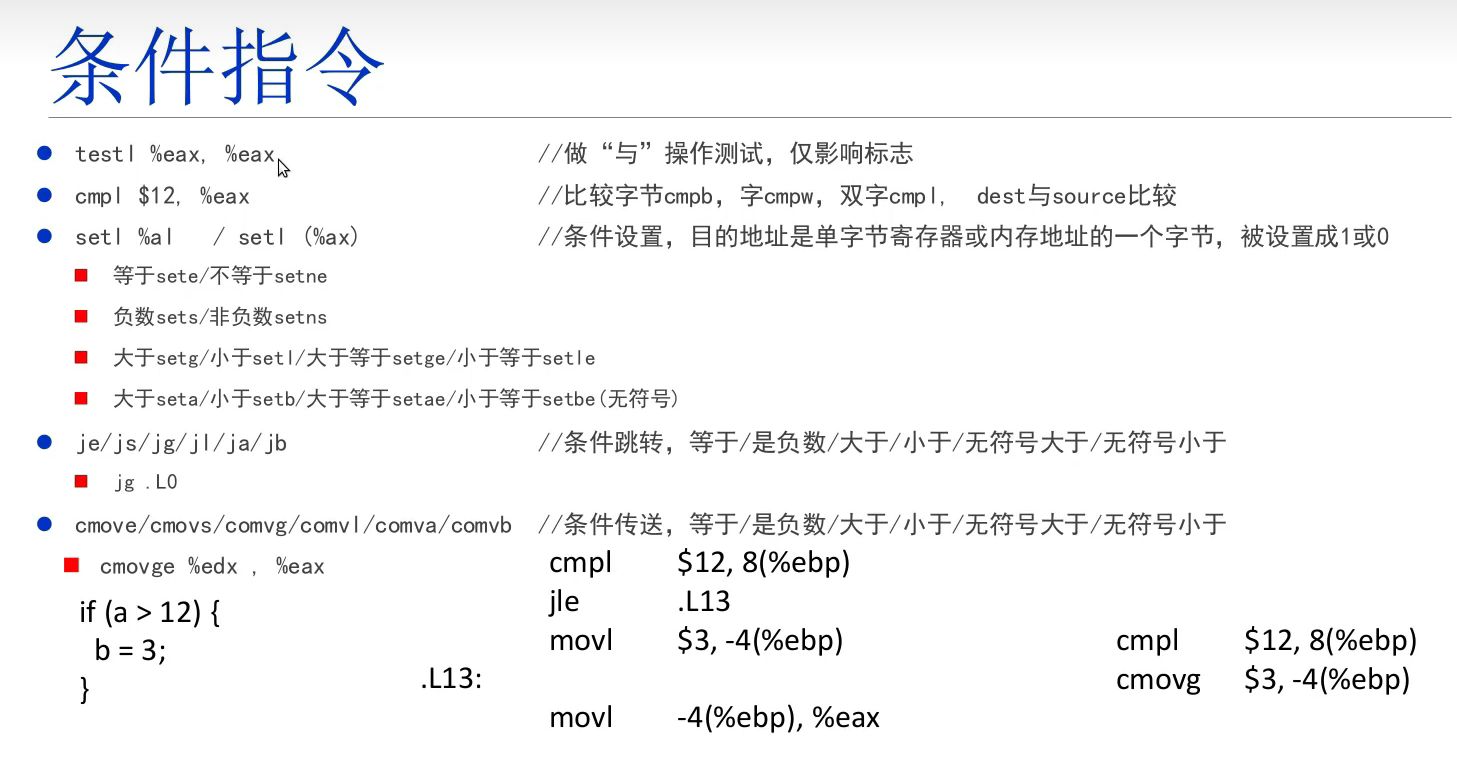 条件指令
testl %eax, %eax //做“与”操作测试，仅影响标志
cmpl $12, %eax //比较字节cmpb，字cmpw，双字cmpl, dest与source比较
setl %al / setl (%ax) //条件设置，目的地址是单字节寄存器或内存地址的一个字节，被设置成1或0
等于sete/不等于setne
负数sets/非负数setns
大于setg/小于setl/大于等于setge/小于等于setle
大于seta/小于setb/大于等于setae/小于等于setbe(无符号)
je/js/jg/jl/ja/jb //条件跳转，等于/是负数/大于/小于/无符号大于/无符号小于
jg .L0
cmove/cmovs/comvg/comvl/comva/comvb //条件传送，等于/是负数/大于/小于/无符号大于/无符号小于
cmovge %edx , %eax
if (a > 12) {
b = 3;
}
cmpl $12, 8(%ebp)
jle .L13
movl $3, -4(%ebp)
.L13:
movl -4(%ebp), %eax
cmpl $12, 8(%ebp)
cmovg $3, -4(%ebp)